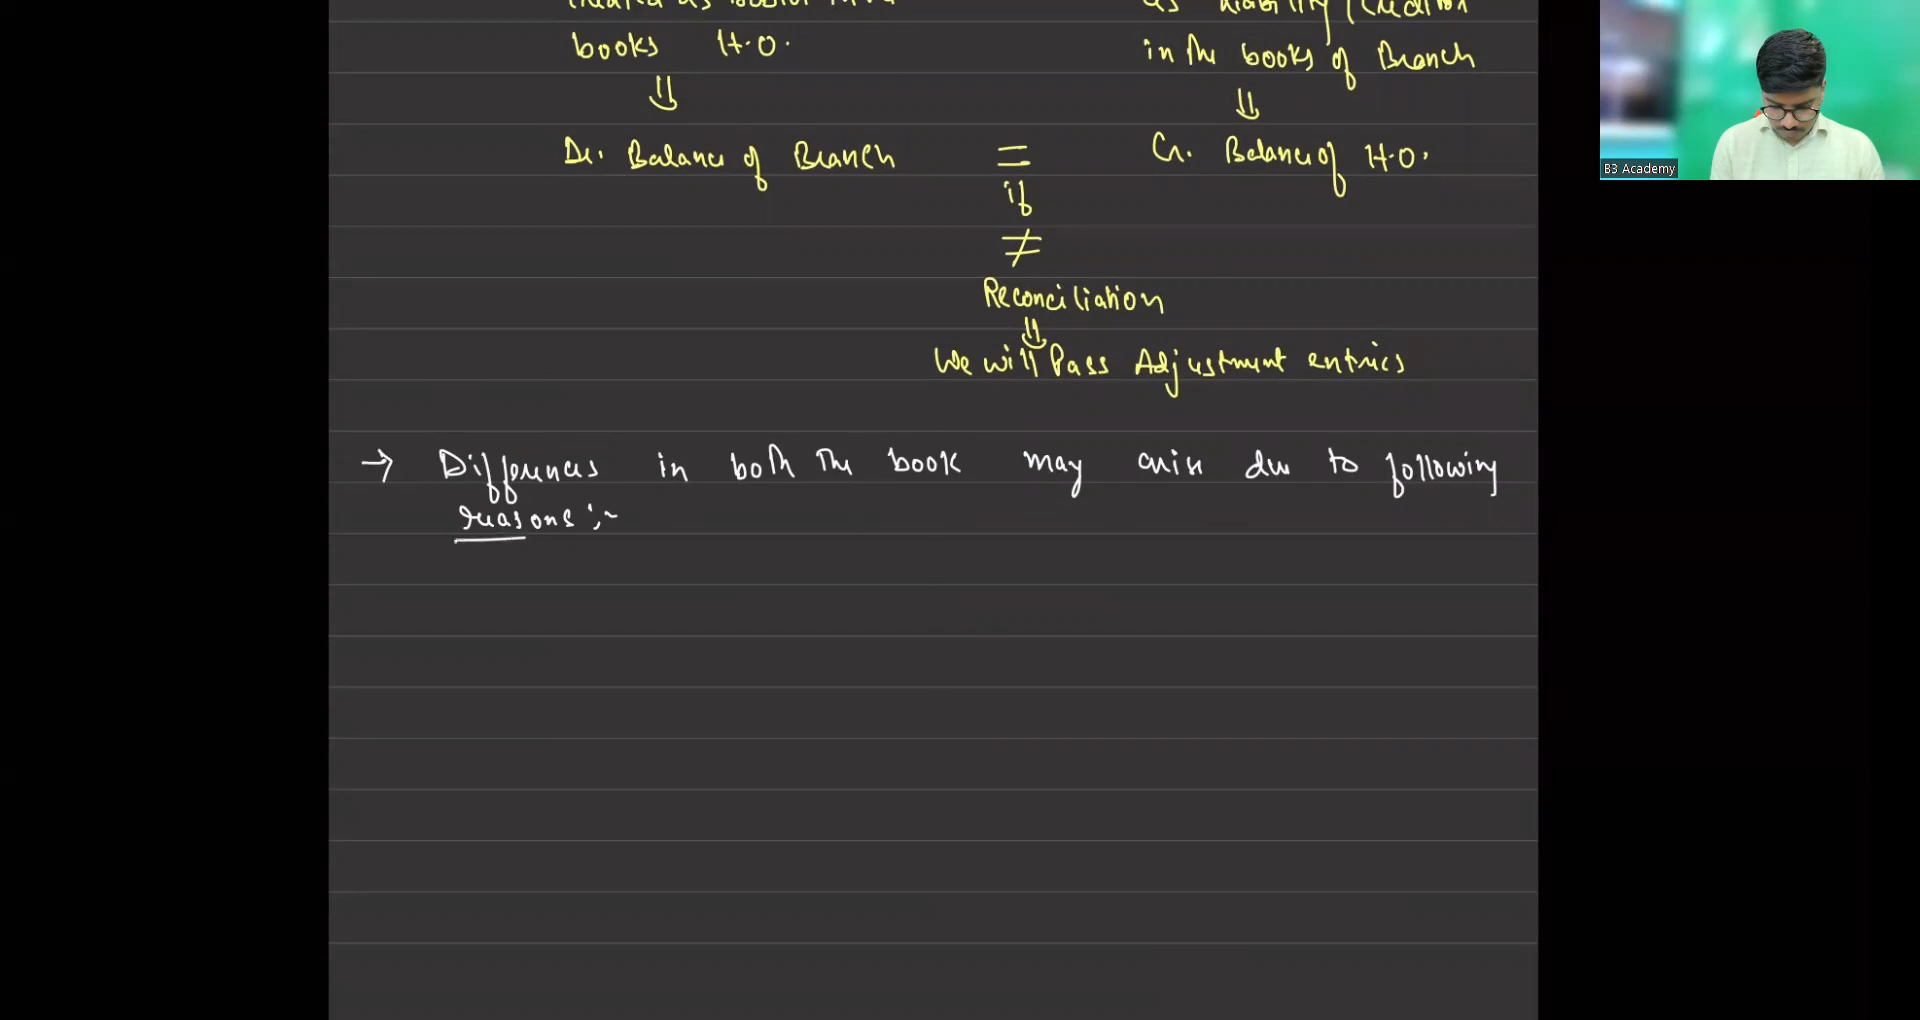 books H.O.
in the books of Branch
Dr. Balance of Branch = Cr. Balance of H.O.
if
≠
Reconciliation
We will Pass Adjustment entries
→ Differences in both the book may arise due to following
reasons :-
B3 Academy